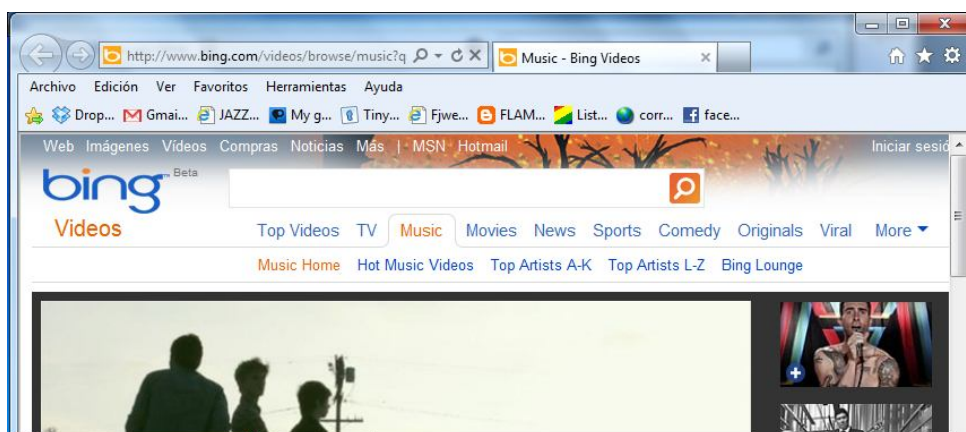 http://www.bing.com/videos/browse/music?q
Music - Bing Videos
Archivo Edición Ver Favoritos Herramientas Ayuda
Drop... Gmai... JAZZ... My g... Tiny... Fjwe... FLAM... List... corr... face...
Web Imágenes Vídeos Compras Noticias Más | MSN Hotmail Iniciar sesió
bing Beta
Videos Top Videos TV Music Movies News Sports Comedy Originals Viral More
Music Home Hot Music Videos Top Artists A-K Top Artists L-Z Bing Lounge